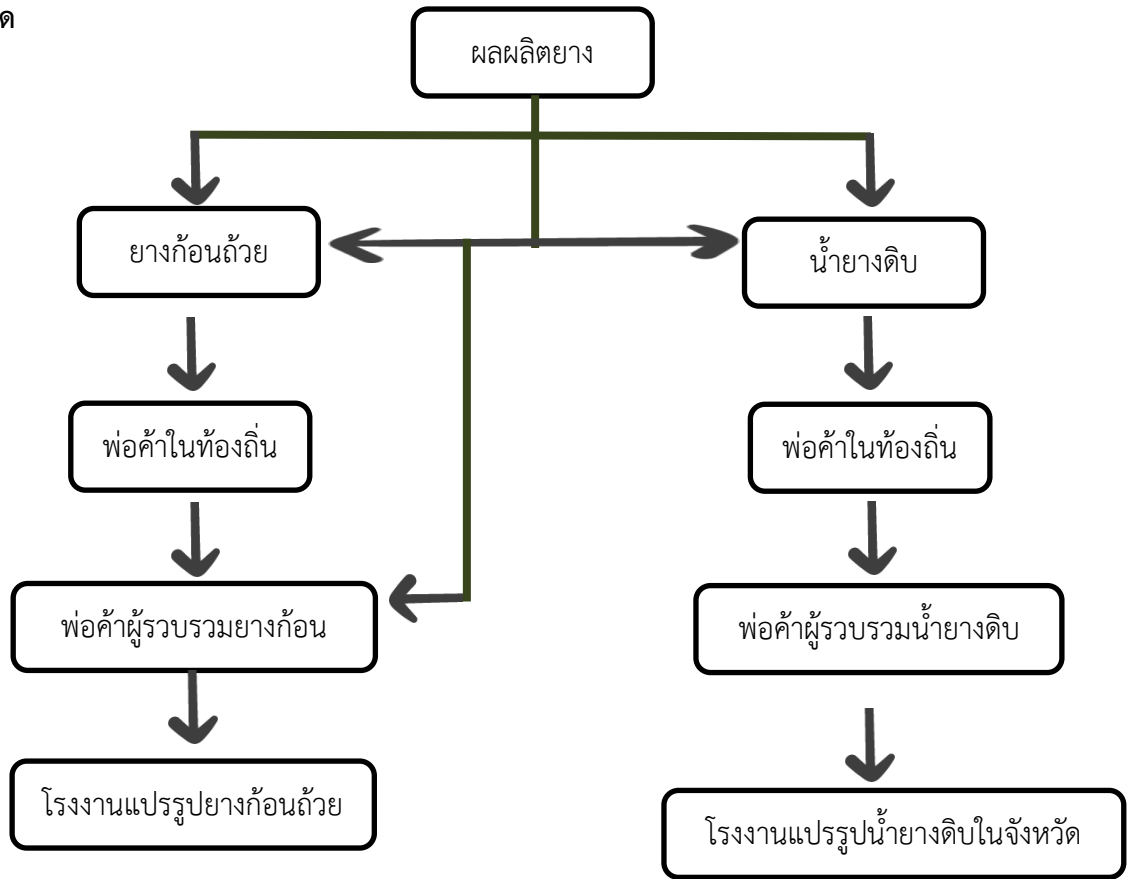 ด
ผลผลิตยาง
ยางก้อนถ้วย
น้ำยางดิบ
พ่อค้าในท้องถิ่น
พ่อค้าในท้องถิ่น
พ่อค้าผู้รวบรวมยางก้อน
พ่อค้าผู้รวบรวมน้ำยางดิบ
โรงงานแปรรูปยางก้อนถ้วย
โรงงานแปรรูปน้ำยางดิบในจังหวัด